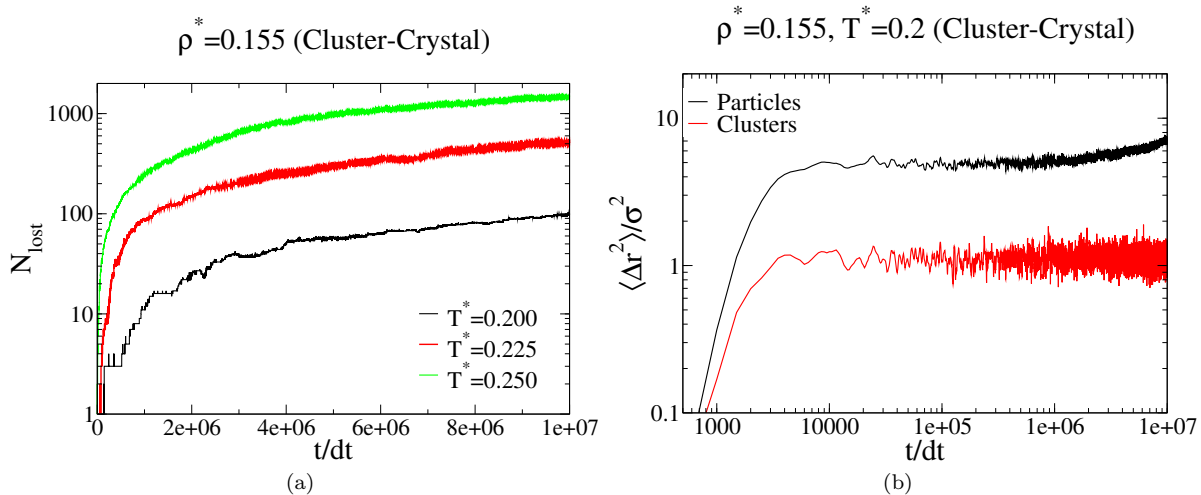 ρ*=0.155 (Cluster-Crystal)
N_lost
1000
100
10
1
0
2e+06
4e+06
6e+06
8e+06
1e+07
t/dt
T*=0.200
T*=0.225
T*=0.250
(a)
ρ*=0.155, T*=0.2 (Cluster-Crystal)
⟨Δr²⟩/σ²
Particles
Clusters
10
1
0.1
1000
10000
1e+05
1e+06
1e+07
t/dt
(b)